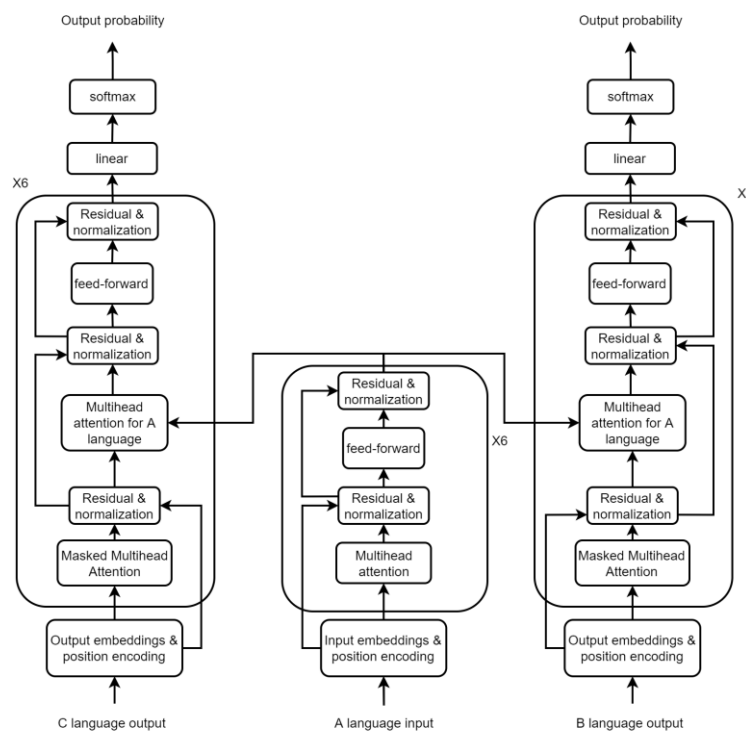 Output probability
softmax
linear
X6
Residual &
normalization
feed-forward
Residual &
normalization
Multihead
attention for A
language
Residual &
normalization
Masked Multihead
Attention
Output embeddings &
position encoding
C language output
Residual &
normalization
X6
feed-forward
Residual &
normalization
Multihead
attention
Input embeddings &
position encoding
A language input
Output probability
softmax
linear
X
Residual &
normalization
feed-forward
Residual &
normalization
Multihead
attention for A
language
Residual &
normalization
Masked Multihead
Attention
Output embeddings &
position encoding
B language output